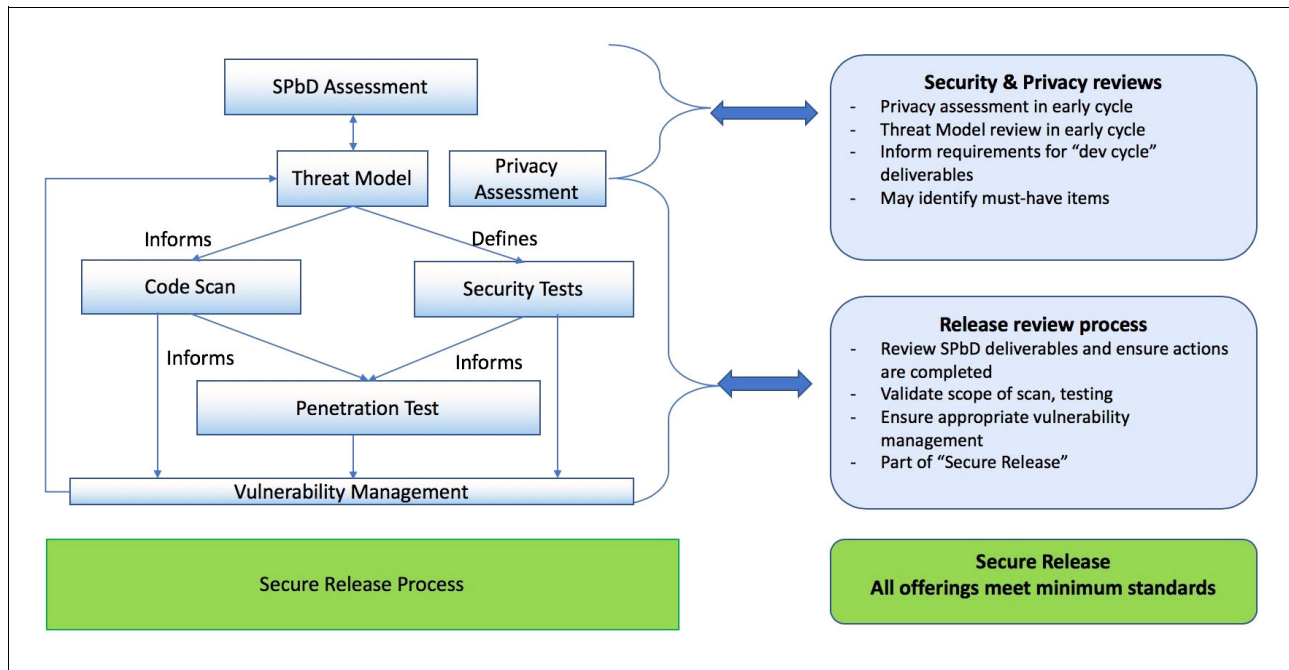 SPbD Assessment
Threat Model
Privacy
Assessment
Informs
Defines
Code Scan
Security Tests
Informs
Informs
Penetration Test
Vulnerability Management
Secure Release Process
Security & Privacy reviews
- Privacy assessment in early cycle
- Threat Model review in early cycle
- Inform requirements for “dev cycle”
deliverables
- May identify must-have items
Release review process
- Review SPbD deliverables and ensure actions
are completed
- Validate scope of scan, testing
- Ensure appropriate vulnerability
management
- Part of “Secure Release”
Secure Release
All offerings meet minimum standards